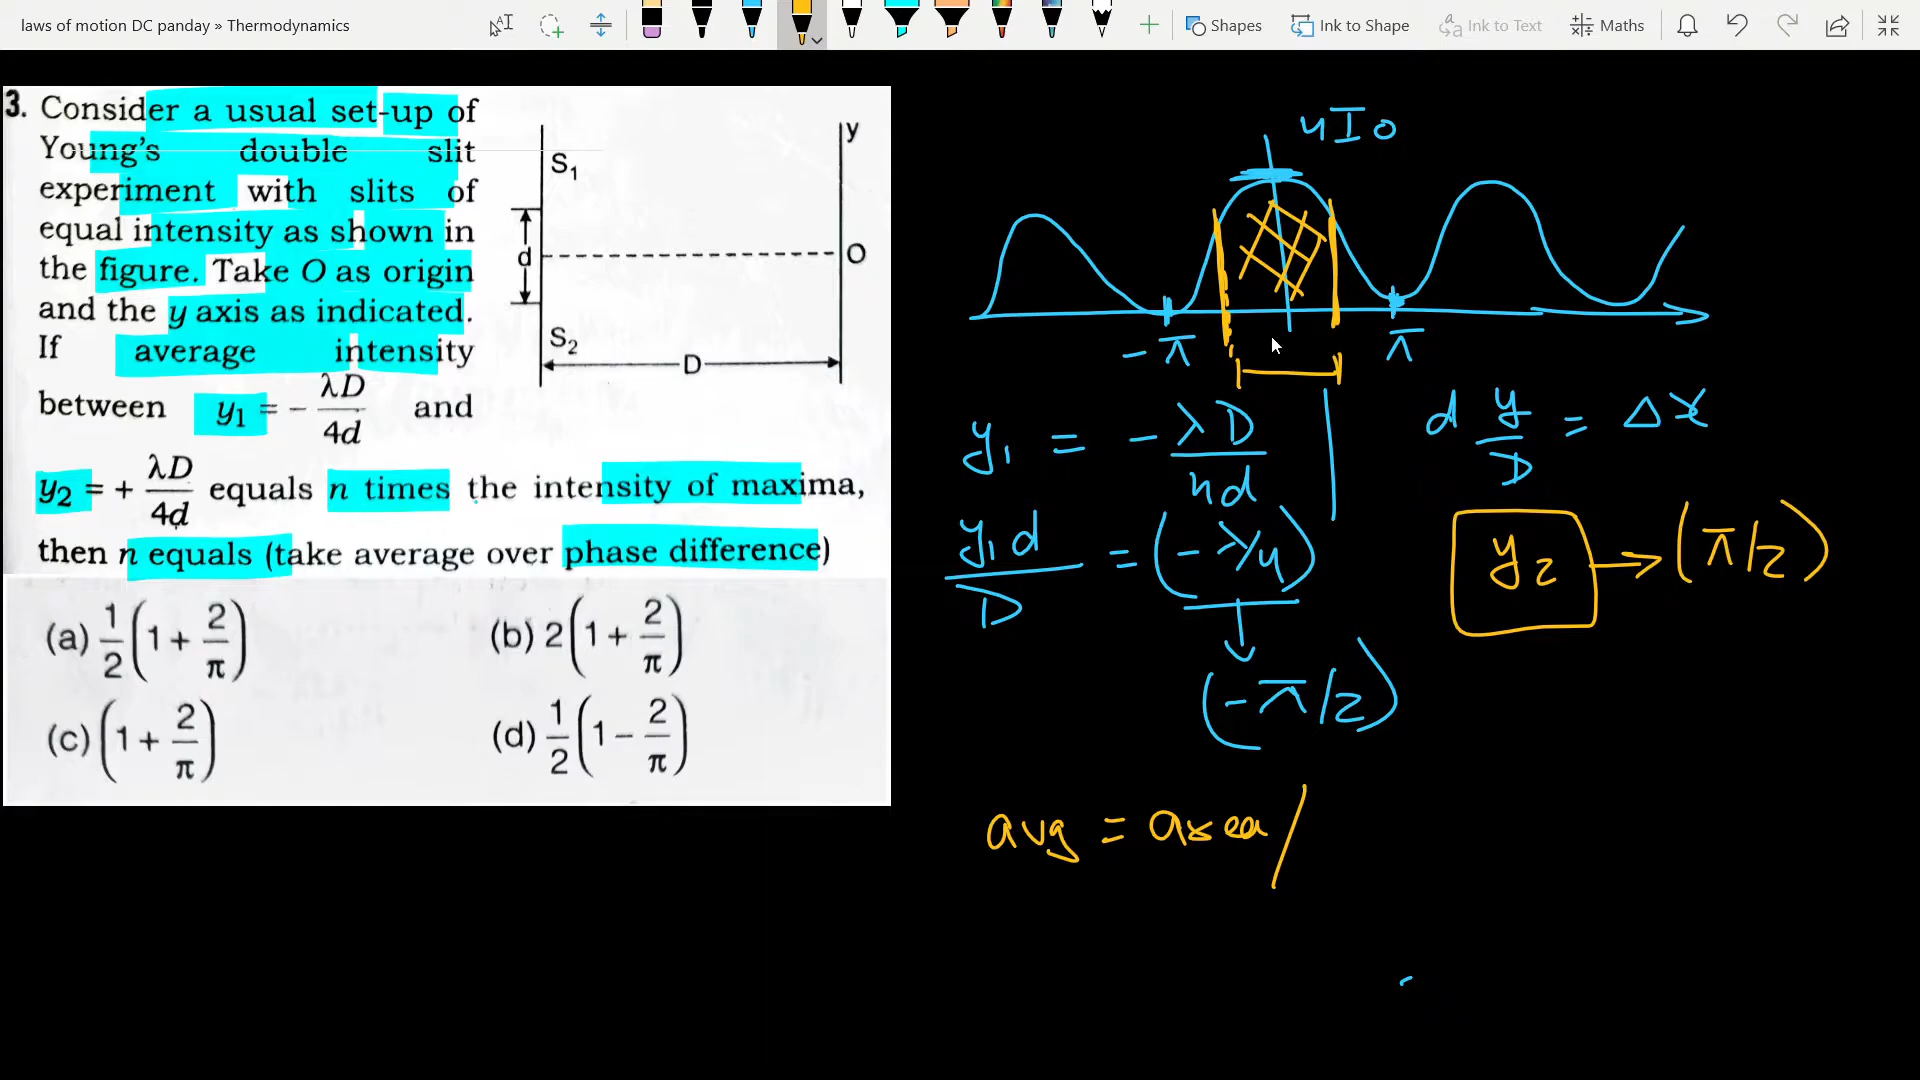 laws of motion DC panday » Thermodynamics
Shapes
Ink to Shape
Ink to Text
Maths
3. Consider a usual set-up of
Young's double slit
experiment with slits of
equal intensity as shown in
the figure. Take O as origin
and the y axis as indicated.
If average intensity
between y₁ = - λD/4d and
y₂ = + λD/4d equals n times the intensity of maxima,
then n equals (take average over phase difference)
(a) 1/2 (1 + 2/π)
(b) 2 (1 + 2/π)
(c) (1 + 2/π)
(d) 1/2 (1 - 2/π)
S₁
y
d
O
S₂
D
4I0
-π
π
y₁ = - λD/4d
d y/D = Δx
y₁d/D = (-λ/4)
y₂ → (π/2)
(-π/2)
avg = area/